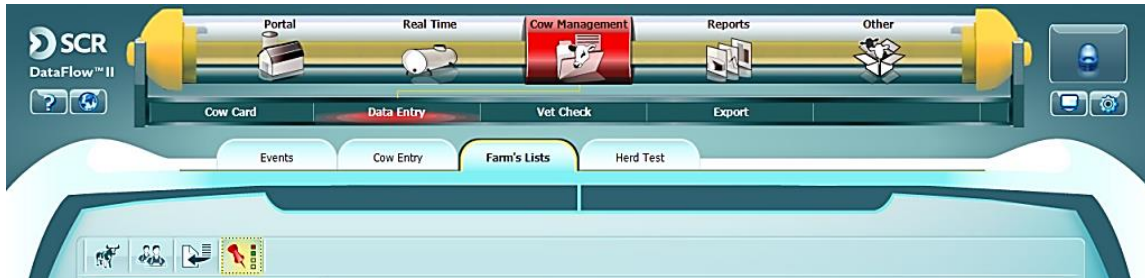 Portal
Real Time
Cow Management
Reports
Other
SCR
DataFlow™II
?
Cow Card
Data Entry
Vet Check
Export
Events
Cow Entry
Farm's Lists
Herd Test